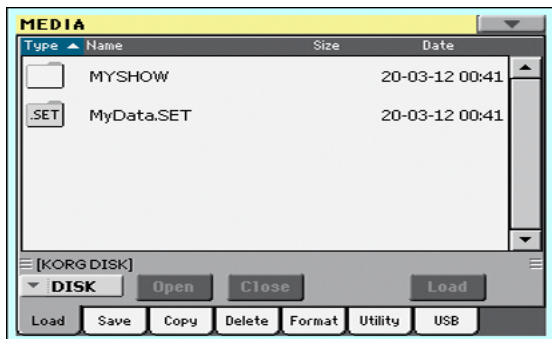 MEDIA
Type Name Size Date
MYSHOW 20-03-12 00:41
.SET MyData.SET 20-03-12 00:41
[KORG DISK]
DISK Open Close Load
Load Save Copy Delete Format Utility USB